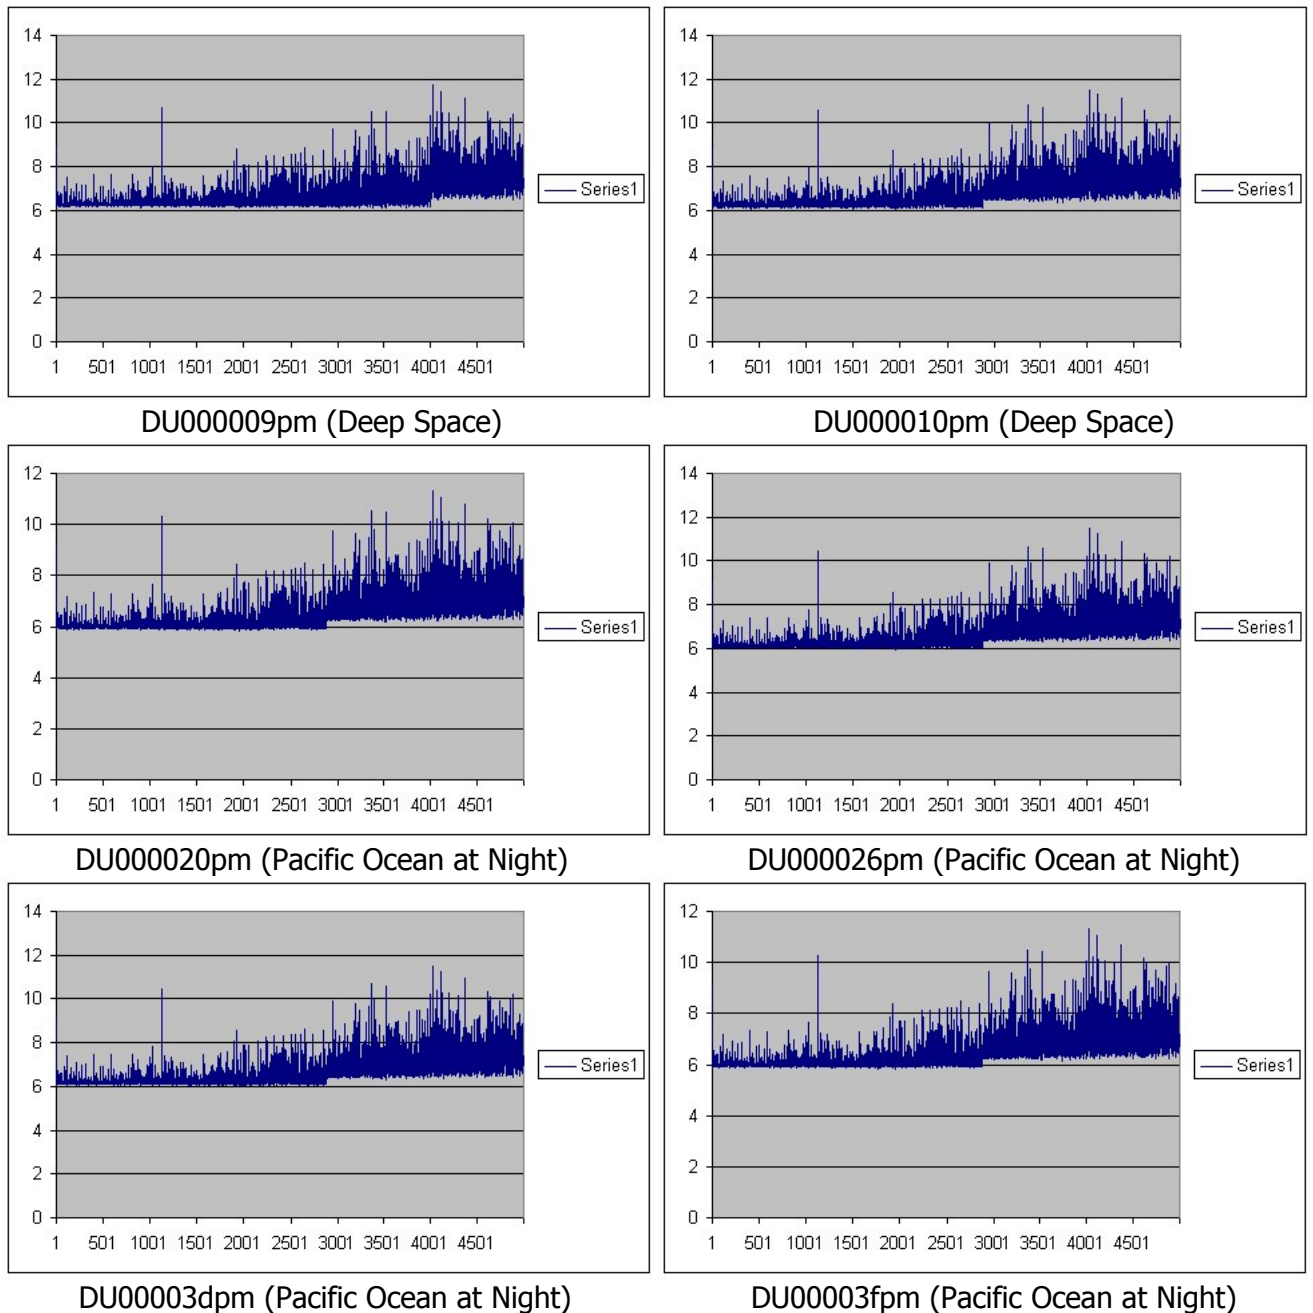 14
12
10
8
6
4
2
0
1 501 1001 1501 2001 2501 3001 3501 4001 4501
Series1
DU000009pm (Deep Space)
14
12
10
8
6
4
2
0
1 501 1001 1501 2001 2501 3001 3501 4001 4501
Series1
DU000010pm (Deep Space)
12
10
8
6
4
2
0
1 501 1001 1501 2001 2501 3001 3501 4001 4501
Series1
DU000020pm (Pacific Ocean at Night)
14
12
10
8
6
4
2
0
1 501 1001 1501 2001 2501 3001 3501 4001 4501
Series1
DU000026pm (Pacific Ocean at Night)
14
12
10
8
6
4
2
0
1 501 1001 1501 2001 2501 3001 3501 4001 4501
Series1
DU00003dpm (Pacific Ocean at Night)
12
10
8
6
4
2
0
1 501 1001 1501 2001 2501 3001 3501 4001 4501
Series1
DU00003fpm (Pacific Ocean at Night)